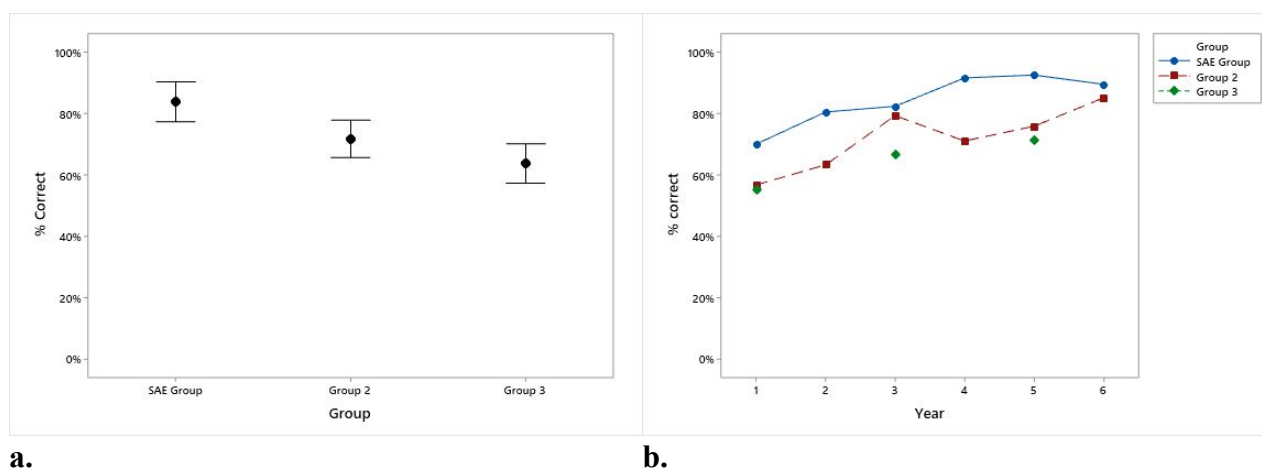 % Correct
100%
80%
60%
40%
20%
0%
SAE Group
Group 2
Group 3
Group
a.
% correct
100%
80%
60%
40%
20%
0%
1
2
3
4
5
6
Year
Group
SAE Group
Group 2
Group 3
b.